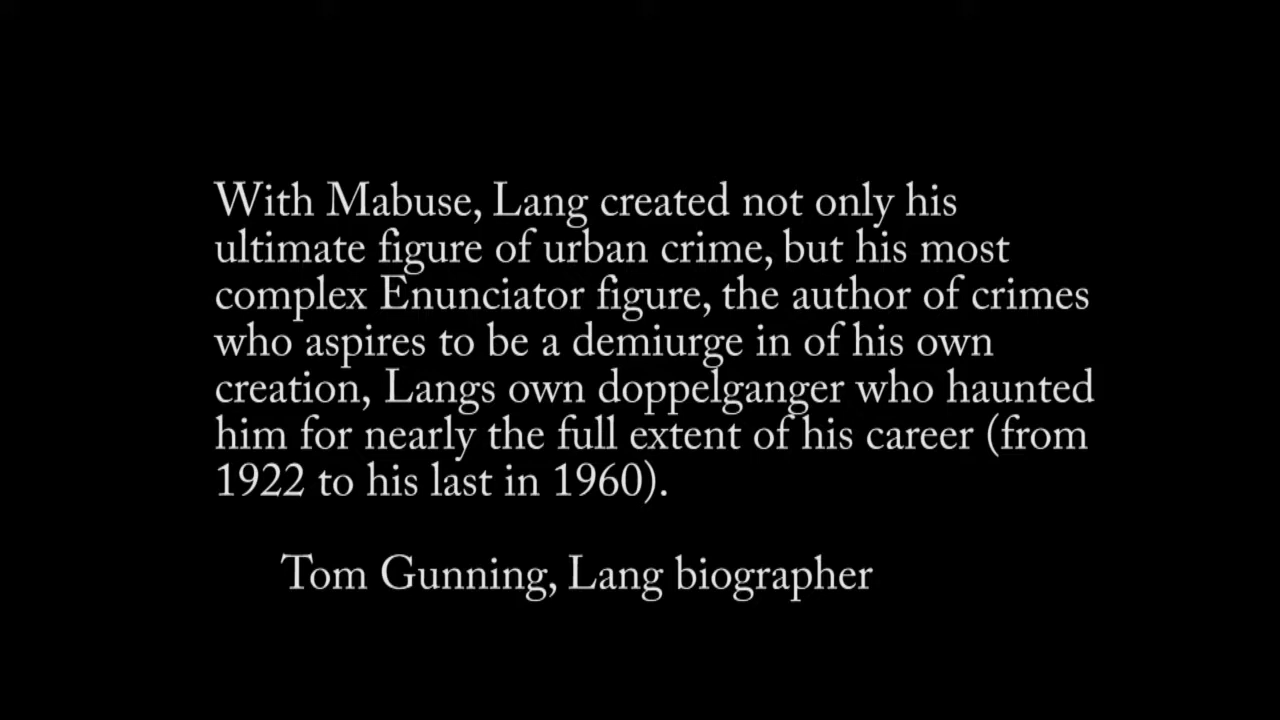 With Mabuse, Lang created not only his
ultimate figure of urban crime, but his most
complex Enunciator figure, the author of crimes
who aspires to be a demiurge in of his own
creation, Langs own doppelganger who haunted
him for nearly the full extent of his career (from
1922 to his last in 1960).
Tom Gunning, Lang biographer